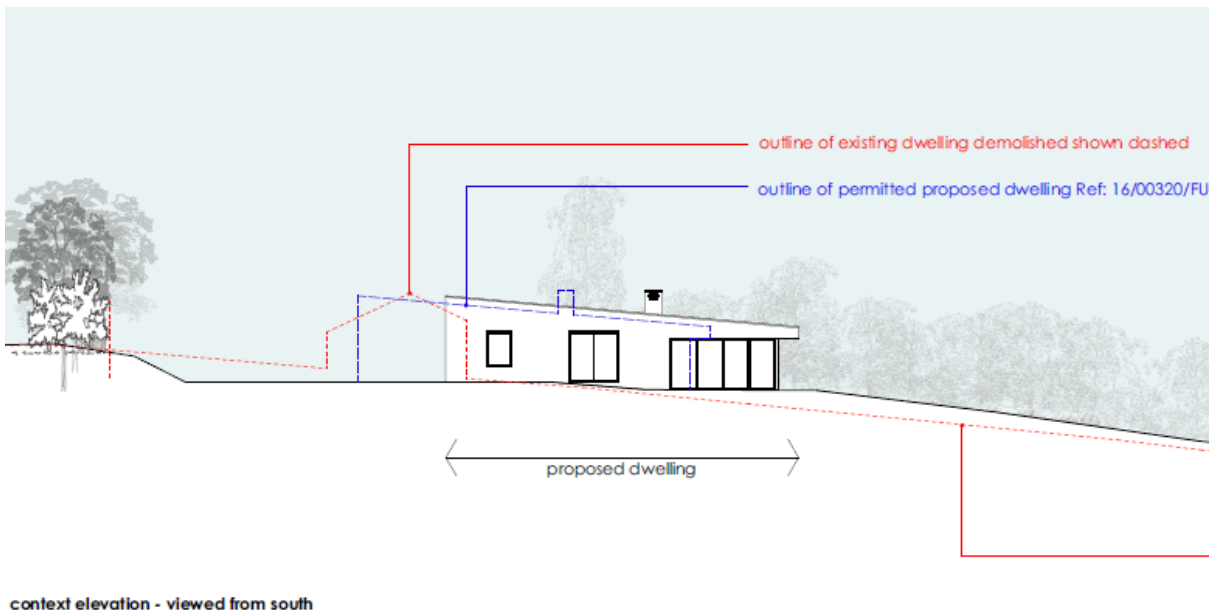 outline of existing dwelling demolished shown dashed
outline of permitted proposed dwelling Ref: 16/00320/FU
proposed dwelling
context elevation - viewed from south